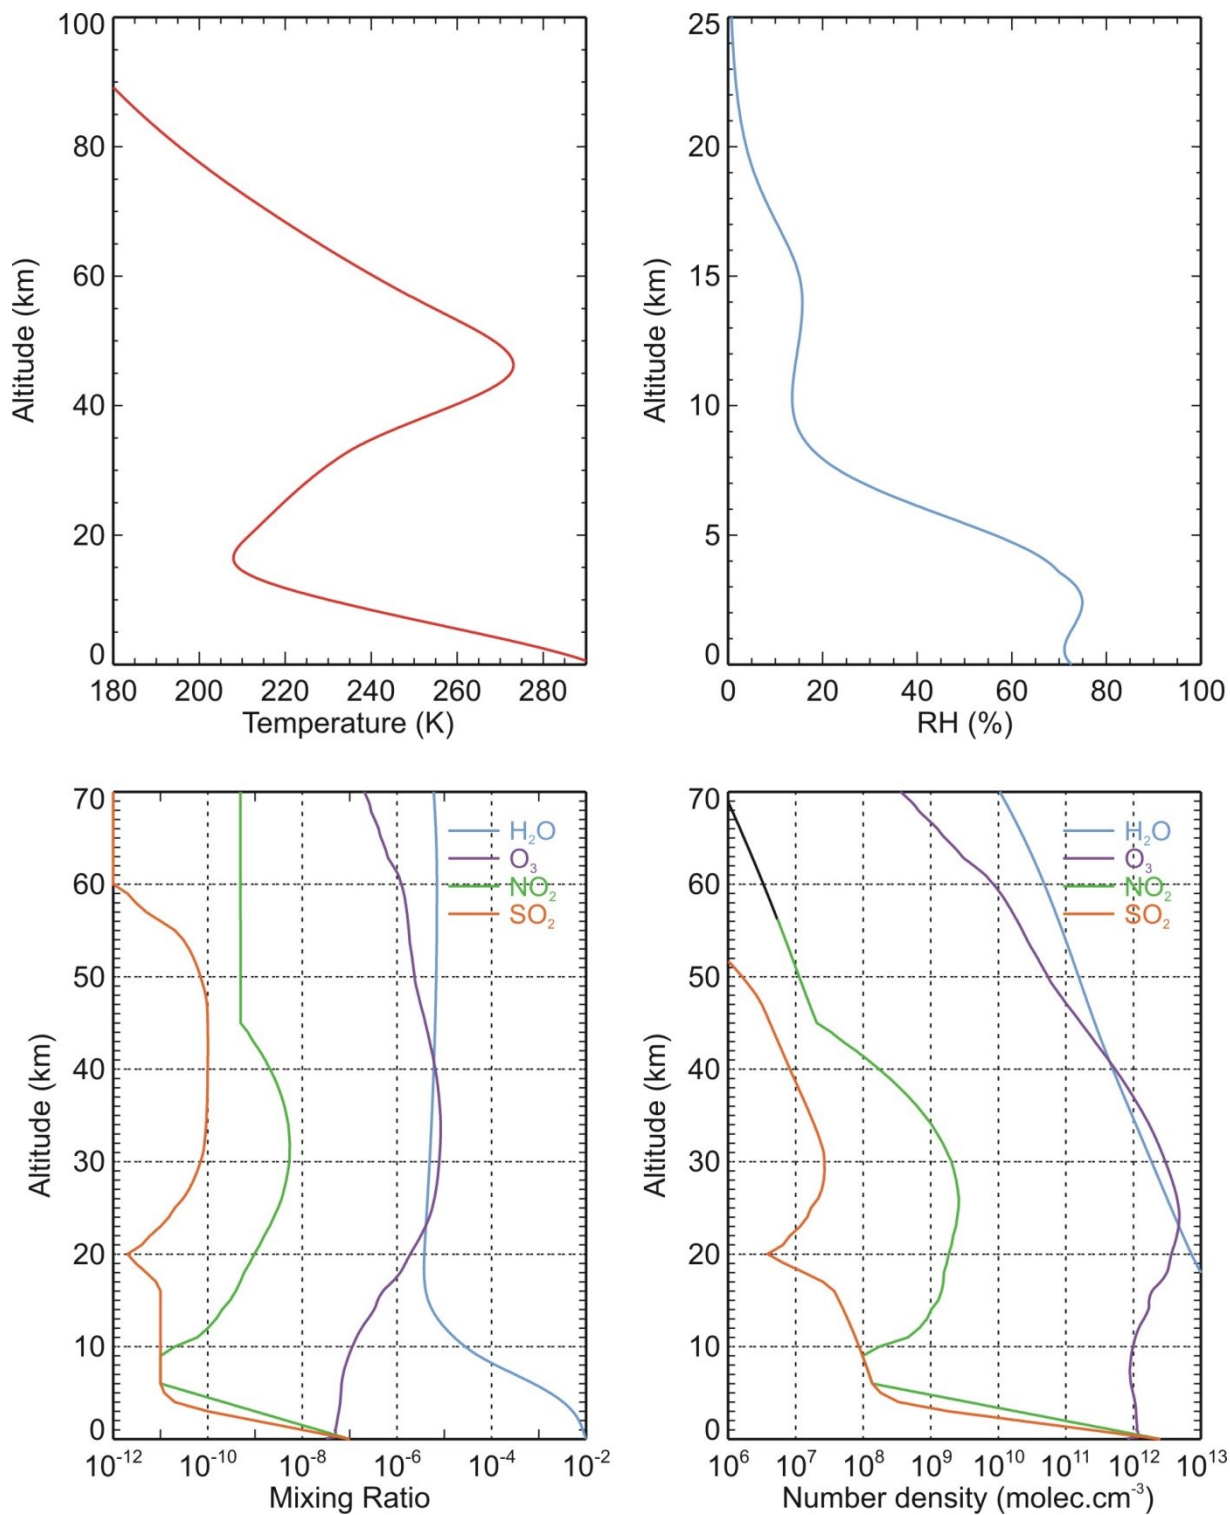 100
80
60
40
20
0
Altitude (km)
180 200 220 240 260 280
Temperature (K)
25
20
15
10
5
0
Altitude (km)
0 20 40 60 80 100
RH (%)
70
60
50
40
30
20
10
0
Altitude (km)
H₂O
O₃
NO₂
SO₂
10⁻¹² 10⁻¹⁰ 10⁻⁸ 10⁻⁶ 10⁻⁴ 10⁻²
Mixing Ratio
70
60
50
40
30
20
10
0
Altitude (km)
H₂O
O₃
NO₂
SO₂
10⁶ 10⁷ 10⁸ 10⁹ 10¹⁰ 10¹¹ 10¹² 10¹³
Number density (molec.cm⁻³)